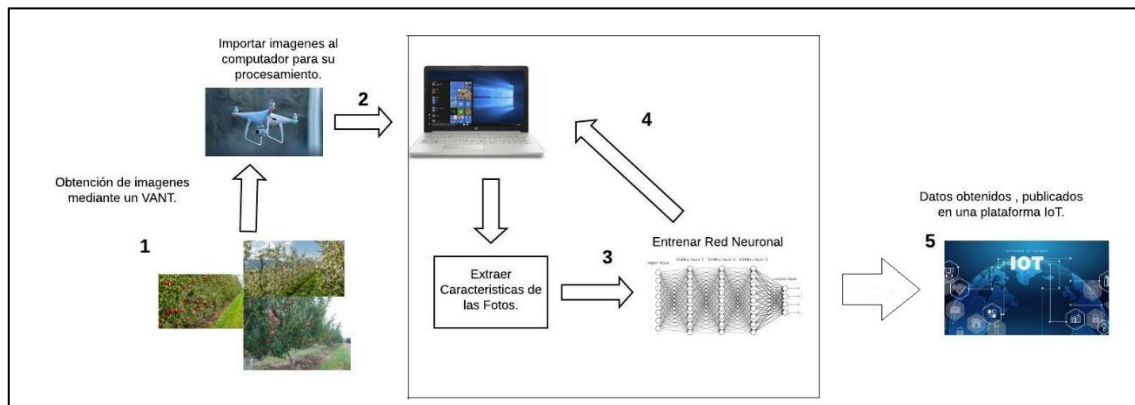 Importar imagenes al
computador para su
procesamiento.
2
4
Obtención de imagenes
mediante un VANT.
1
Extraer
Caracteristicas de
las Fotos.
3
Entrenar Red Neuronal
Datos obtenidos , publicados
en una plataforma IoT.
5
IOT